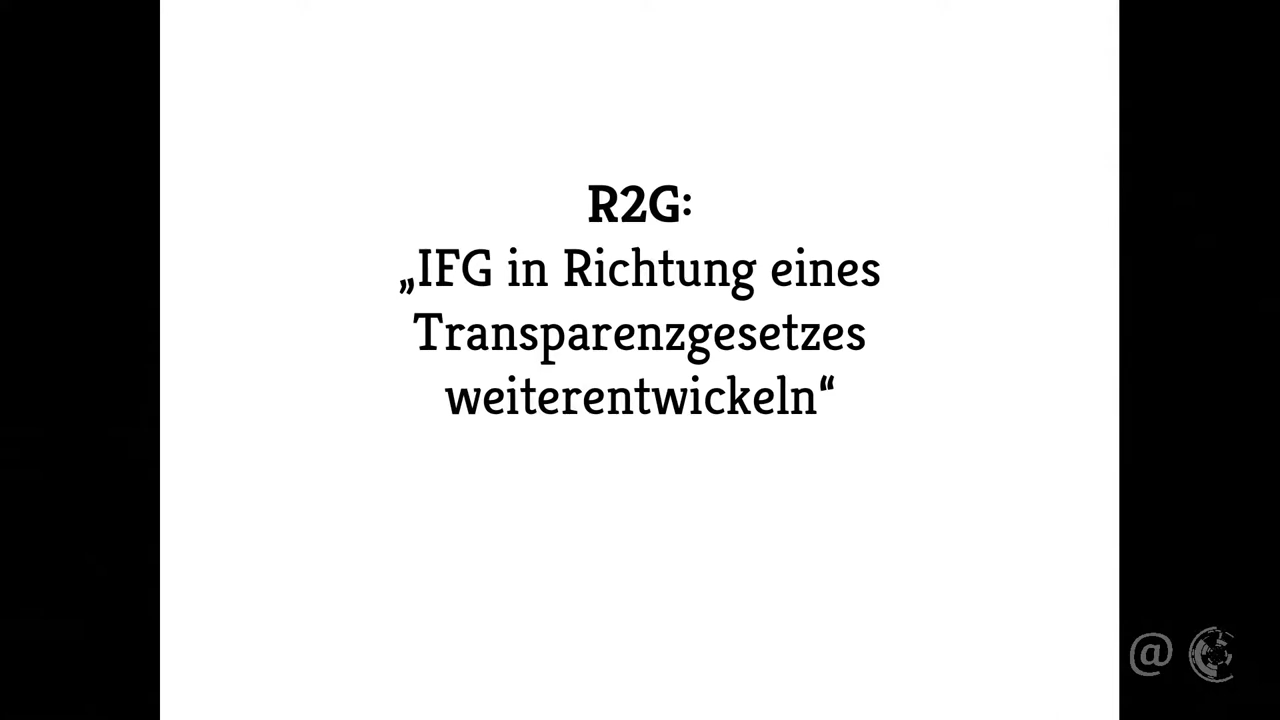 R2G:
„IFG in Richtung eines
Transparenzgesetzes
weiterentwickeln“
@